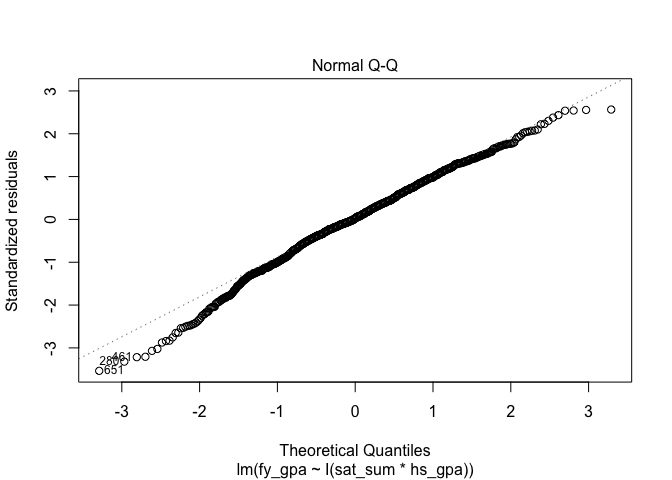 Normal Q-Q
Standardized residuals
3
2
1
0
-1
-2
-3
461
280
651
-3 -2 -1 0 1 2 3
Theoretical Quantiles
lm(fy_gpa ~ I(sat_sum * hs_gpa))